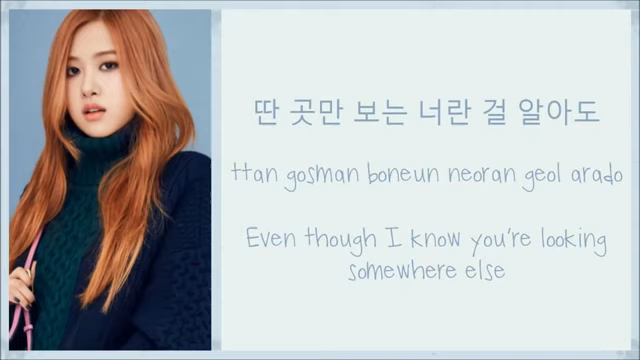 딴 곳만 보는 너란 걸 알아도
ttan gosman boneun neoran geol arado
Even though I know you're looking
somewhere else